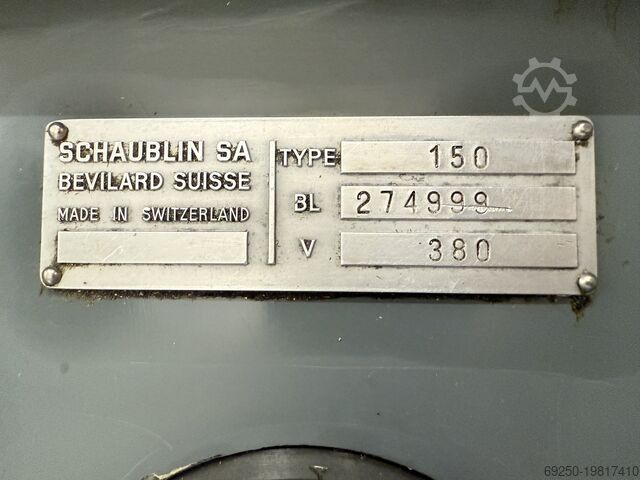 SCHAUBLIN SA
BEVILARD SUISSE
MADE IN SWITZERLAND
TYPE 150
BL 274999
V 380
69250-19817410